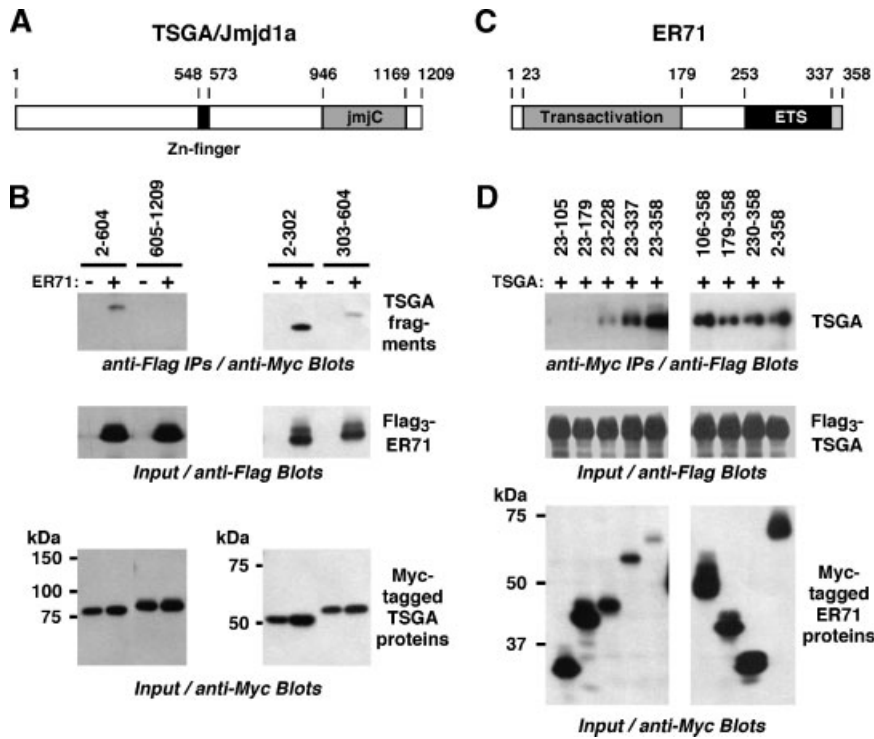 A
TSGA/Jmjd1a
1 548 573 946 1169 1209
jmjC
Zn-finger
B
2-604 605-1209 2-302 303-604
ER71: - + - + - + - +
TSGA
frag-
ments
anti-Flag IPs / anti-Myc Blots
Flag3-
ER71
Input / anti-Flag Blots
kDa kDa
150
100
75
75
50
Myc-
tagged
TSGA
proteins
Input / anti-Myc Blots
C
ER71
1 23 179 253 337 358
Transactivation ETS
D
23-105 23-179 23-228 23-337 23-358 106-358 179-358 230-358 2-358
TSGA: + + + + + + + + +
TSGA
anti-Myc IPs / anti-Flag Blots
Flag3-
TSGA
Input / anti-Flag Blots
kDa
75
50
37
Myc-
tagged
ER71
proteins
Input / anti-Myc Blots